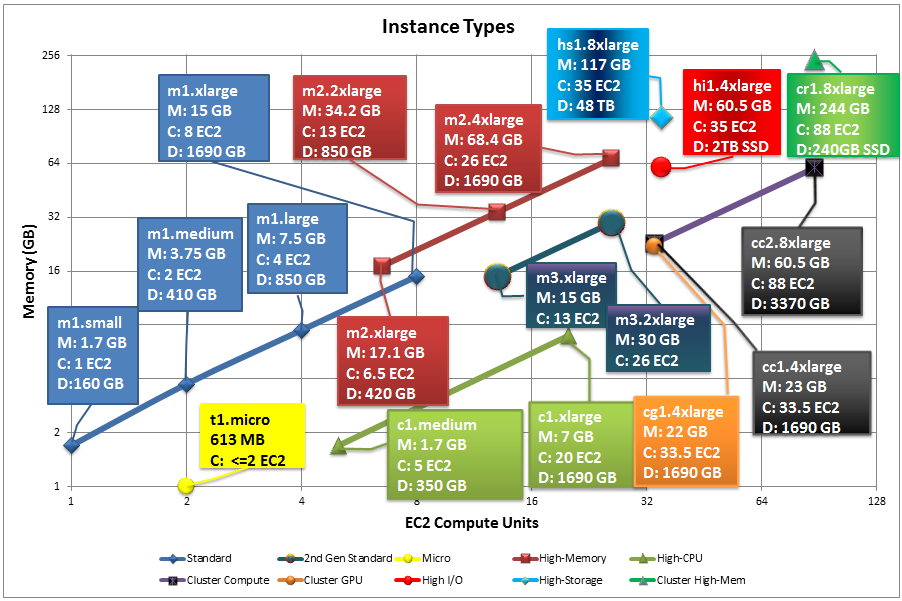 Instance Types
256
128
64
32
16
2
1
Memory (GB)
hs1.8xlarge
M: 117 GB
C: 35 EC2
D: 48 TB
hi1.4xlarge
M: 60.5 GB
C: 35 EC2
D: 2TB SSD
cr1.8xlarge
M: 244 GB
C: 88 EC2
D:240GB SSD
m1.xlarge
M: 15 GB
C: 8 EC2
D: 1690 GB
m2.2xlarge
M: 34.2 GB
C: 13 EC2
D: 850 GB
m2.4xlarge
M: 68.4 GB
C: 26 EC2
D: 1690 GB
m1.medium
M: 3.75 GB
C: 2 EC2
D: 410 GB
m1.large
M: 7.5 GB
C: 4 EC2
D: 850 GB
cc2.8xlarge
M: 60.5 GB
C: 88 EC2
D: 3370 GB
m3.xlarge
M: 15 GB
C: 13 EC2
m1.small
M: 1.7 GB
C: 1 EC2
D:160 GB
m2.xlarge
M: 17.1 GB
C: 6.5 EC2
D: 420 GB
m3.2xlarge
M: 30 GB
C: 26 EC2
cc1.4xlarge
M: 23 GB
C: 33.5 EC2
D: 1690 GB
t1.micro
613 MB
C:  <=2 EC2
c1.medium
M: 1.7 GB
C: 5 EC2
D: 350 GB
c1.xlarge
M: 7 GB
C: 20 EC2
D: 1690 GB
cg1.4xlarge
M: 22 GB
C: 33.5 EC2
D: 1690 GB
1 2 4 8 16 32 64 128
EC2 Compute Units
Standard 2nd Gen Standard Micro High-Memory High-CPU
Cluster Compute Cluster GPU High I/O High-Storage Cluster High-Mem